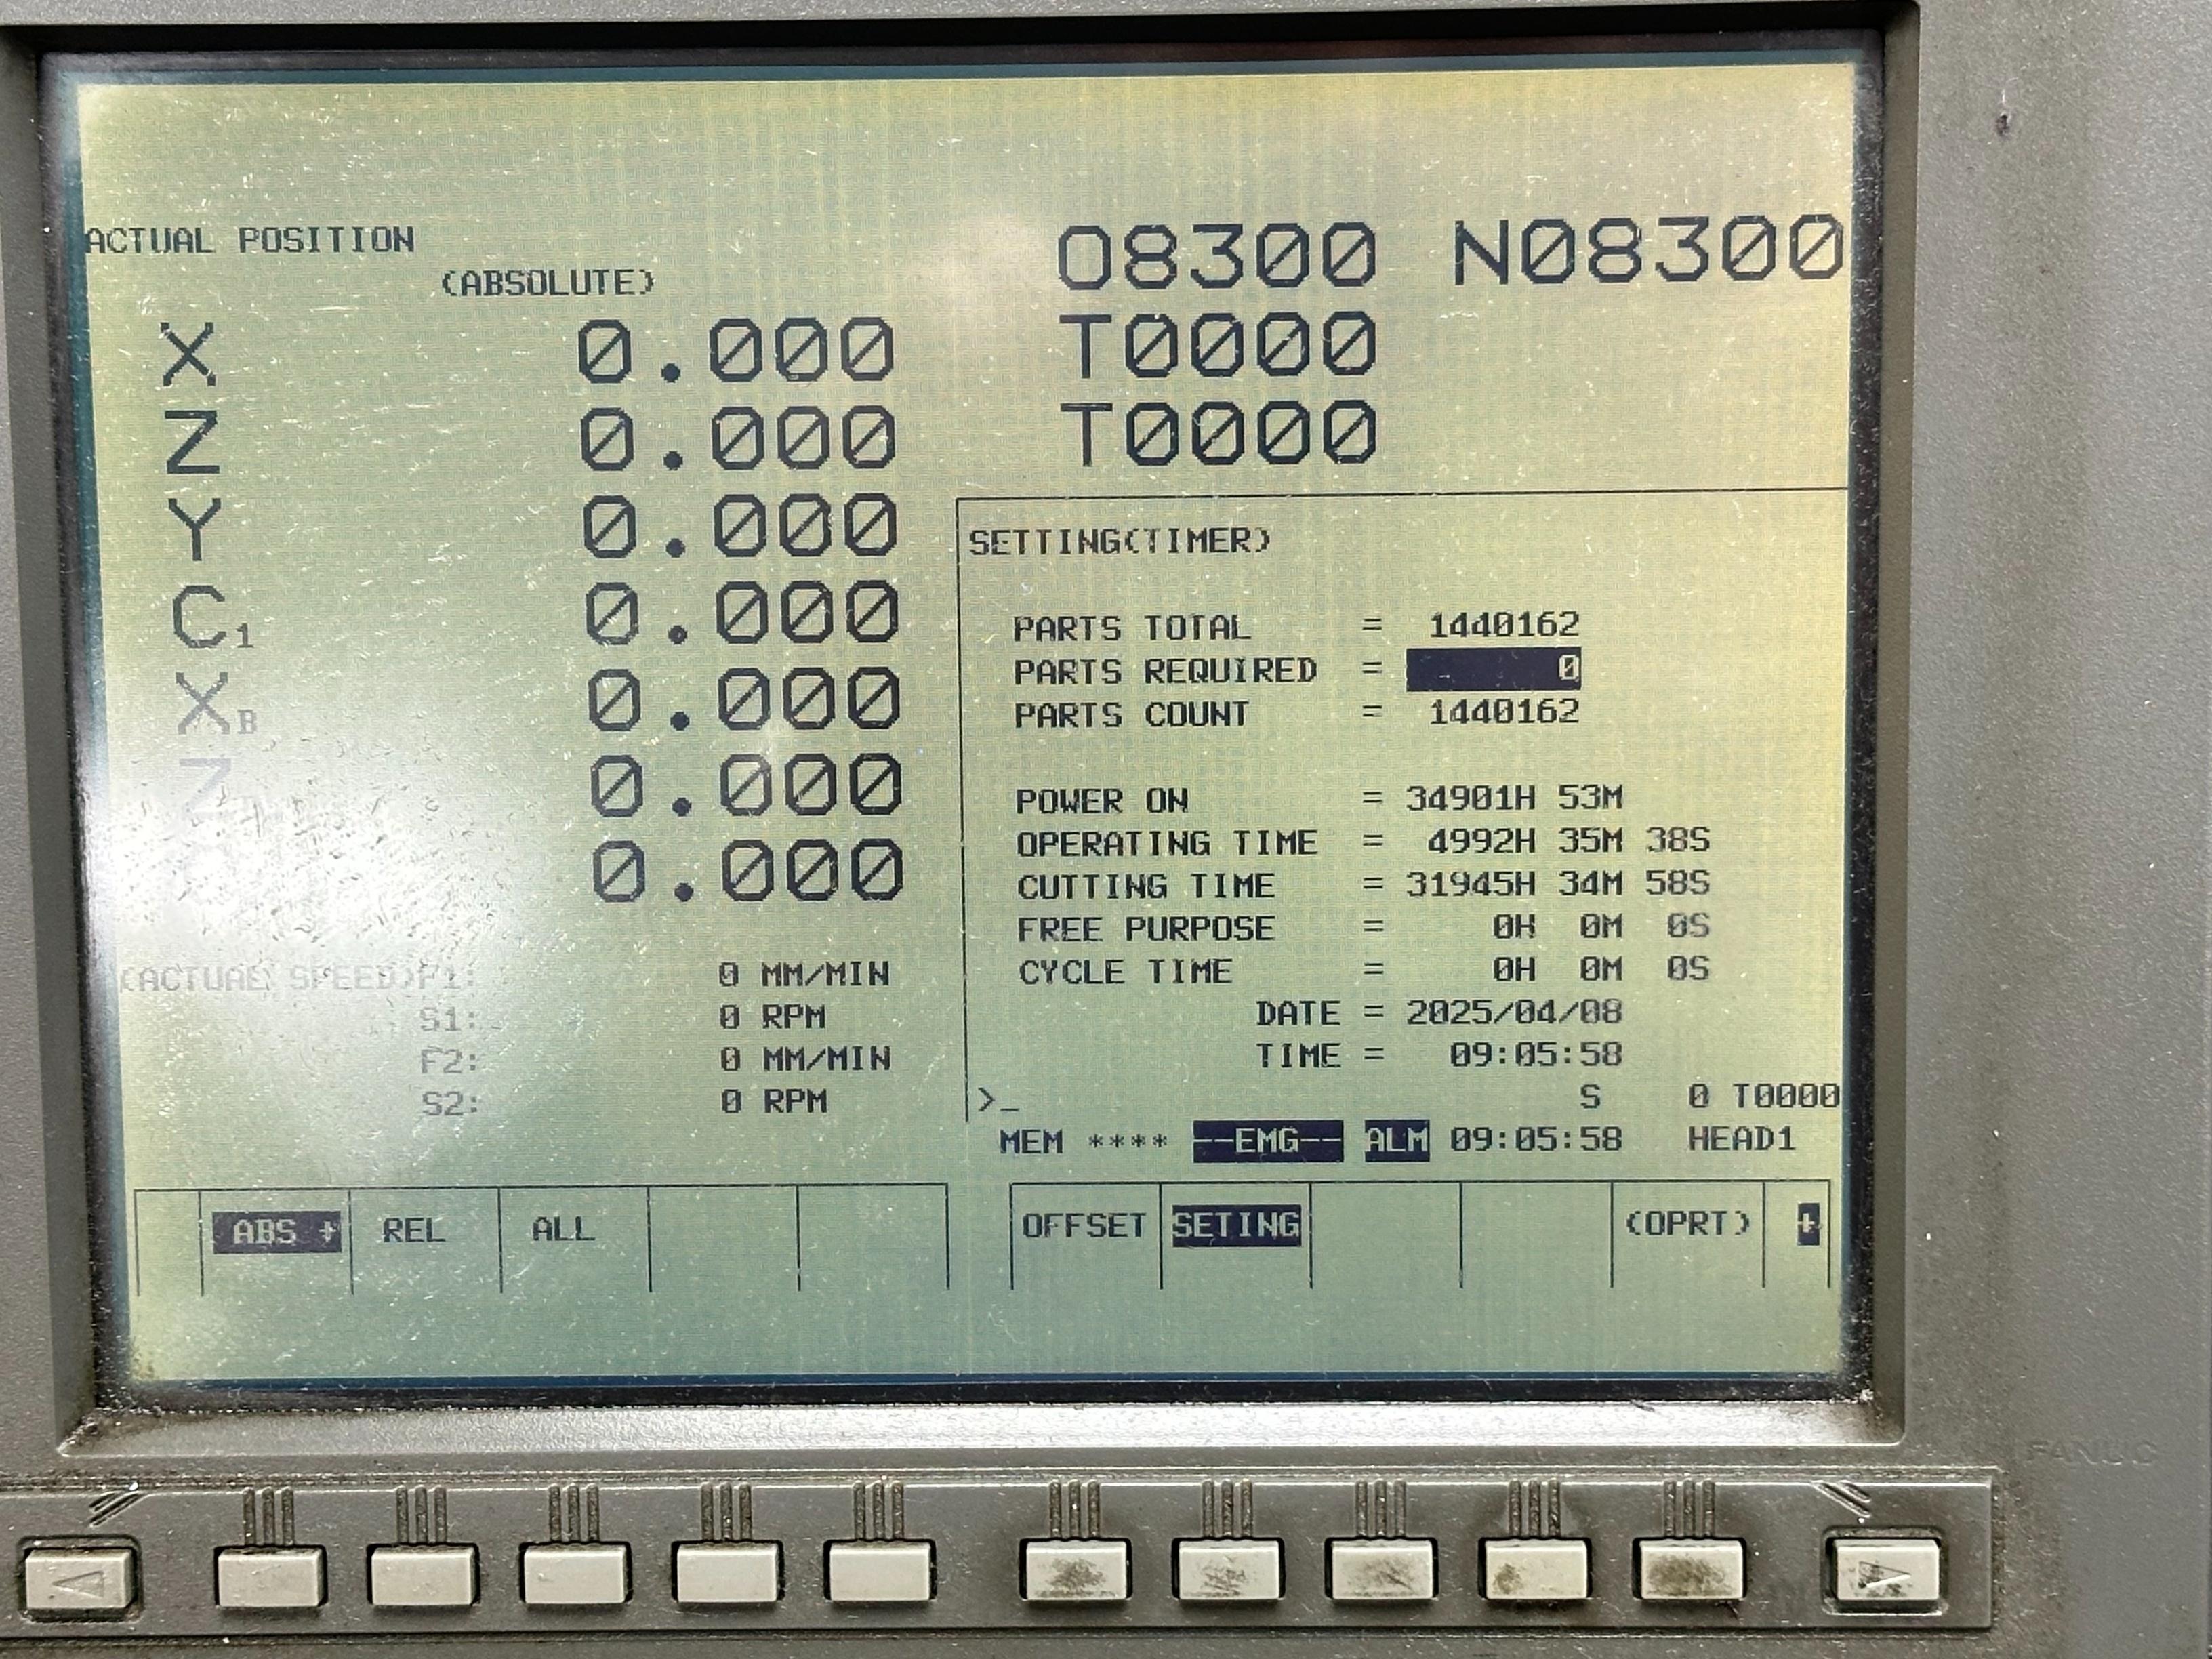 ACTUAL POSITION
(ABSOLUTE)
O8300 N08300
X 0.000 T0000
Z 0.000 T0000
Y 0.000
C1 0.000
XB 0.000
Z 0.000
0.000
(ACTUAL SPEED)F1: 0 MM/MIN
S1: 0 RPM
F2: 0 MM/MIN
S2: 0 RPM
SETTING(TIMER)
PARTS TOTAL = 1440162
PARTS REQUIRED = 0
PARTS COUNT = 1440162
POWER ON = 34901H 53M
OPERATING TIME = 4992H 35M 38S
CUTTING TIME = 31945H 34M 58S
FREE PURPOSE = 0H 0M 0S
CYCLE TIME = 0H 0M 0S
DATE = 2025/04/08
TIME = 09:05:58
>_ S 0 T0000
MEM **** --EMG-- ALM 09:05:58 HEAD1
ABS + REL ALL
OFFSET SETING (OPRT) +
FANUC